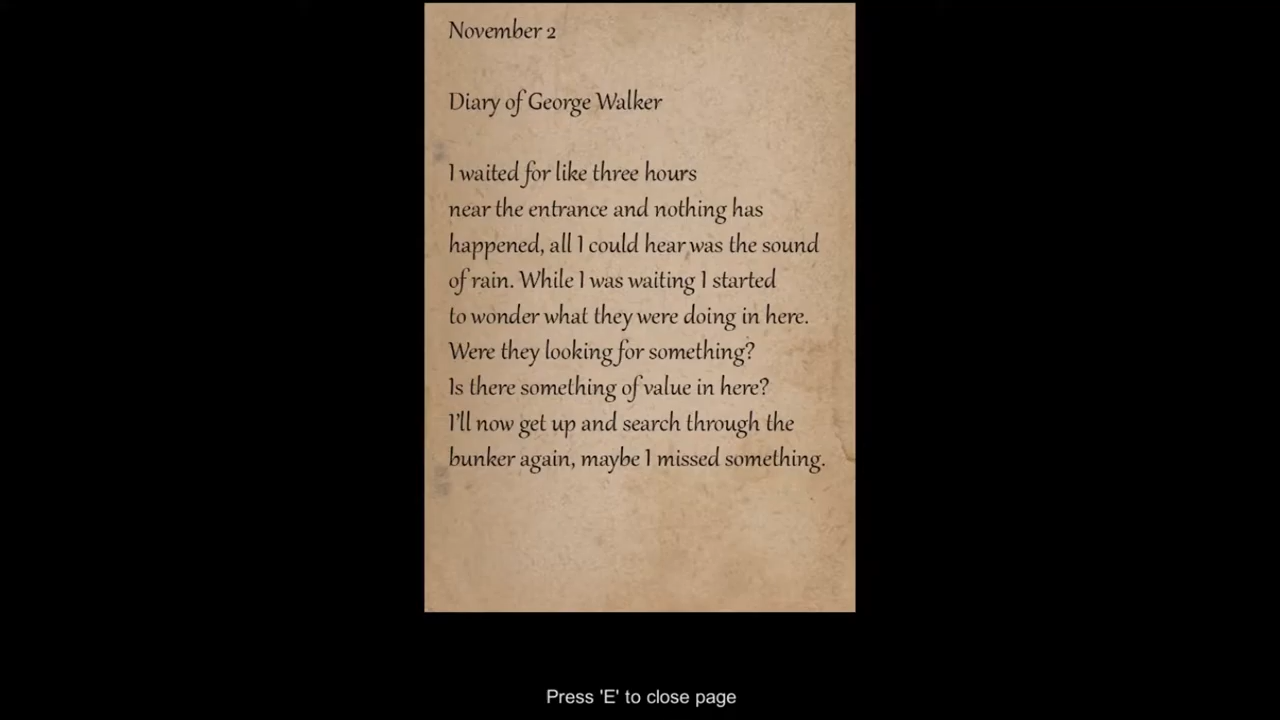 November 2
Diary of George Walker
I waited for like three hours
near the entrance and nothing has
happened, all I could hear was the sound
of rain. While I was waiting I started
to wonder what they were doing in here.
Were they looking for something?
Is there something of value in here?
I'll now get up and search through the
bunker again, maybe I missed something.
Press 'E' to close page